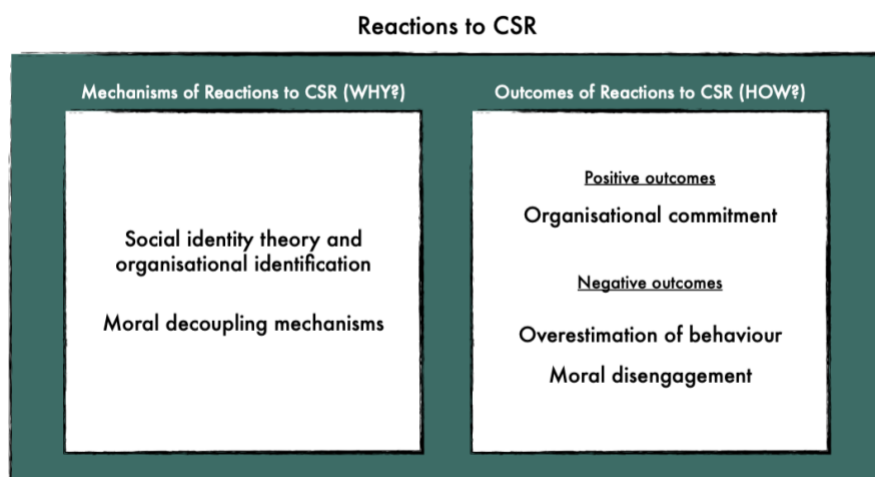 Reactions to CSR
Mechanisms of Reactions to CSR (WHY?)
Social identity theory and
organisational identification
Moral decoupling mechanisms
Outcomes of Reactions to CSR (HOW?)
Positive outcomes
Organisational commitment
Negative outcomes
Overestimation of behaviour
Moral disengagement